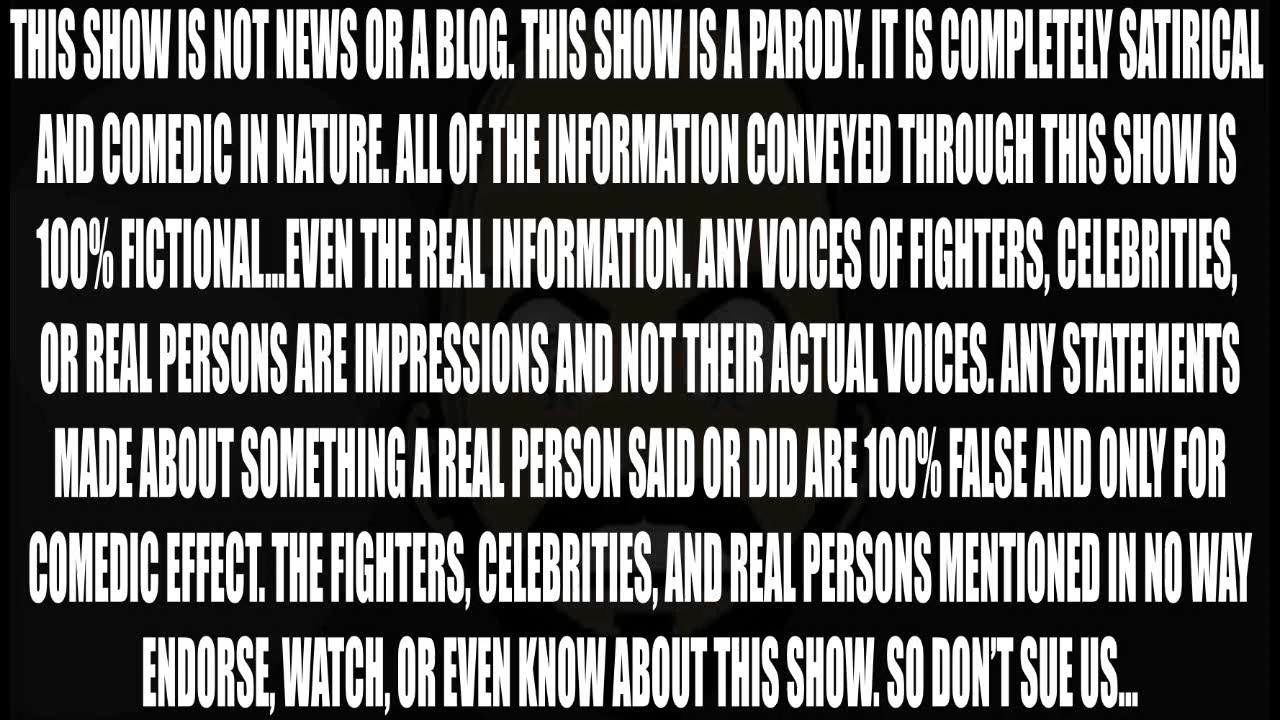 THIS SHOW IS NOT NEWS OR A BLOG. THIS SHOW IS A PARODY. IT IS COMPLETELY SATIRICAL
AND COMEDIC IN NATURE. ALL OF THE INFORMATION CONVEYED THROUGH THIS SHOW IS
100% FICTIONAL...EVEN THE REAL INFORMATION. ANY VOICES OF FIGHTERS, CELEBRITIES,
OR REAL PERSONS ARE IMPRESSIONS AND NOT THEIR ACTUAL VOICES. ANY STATEMENTS
MADE ABOUT SOMETHING A REAL PERSON SAID OR DID ARE 100% FALSE AND ONLY FOR
COMEDIC EFFECT. THE FIGHTERS, CELEBRITIES, AND REAL PERSONS MENTIONED IN NO WAY
ENDORSE, WATCH, OR EVEN KNOW ABOUT THIS SHOW. SO DON'T SUE US...